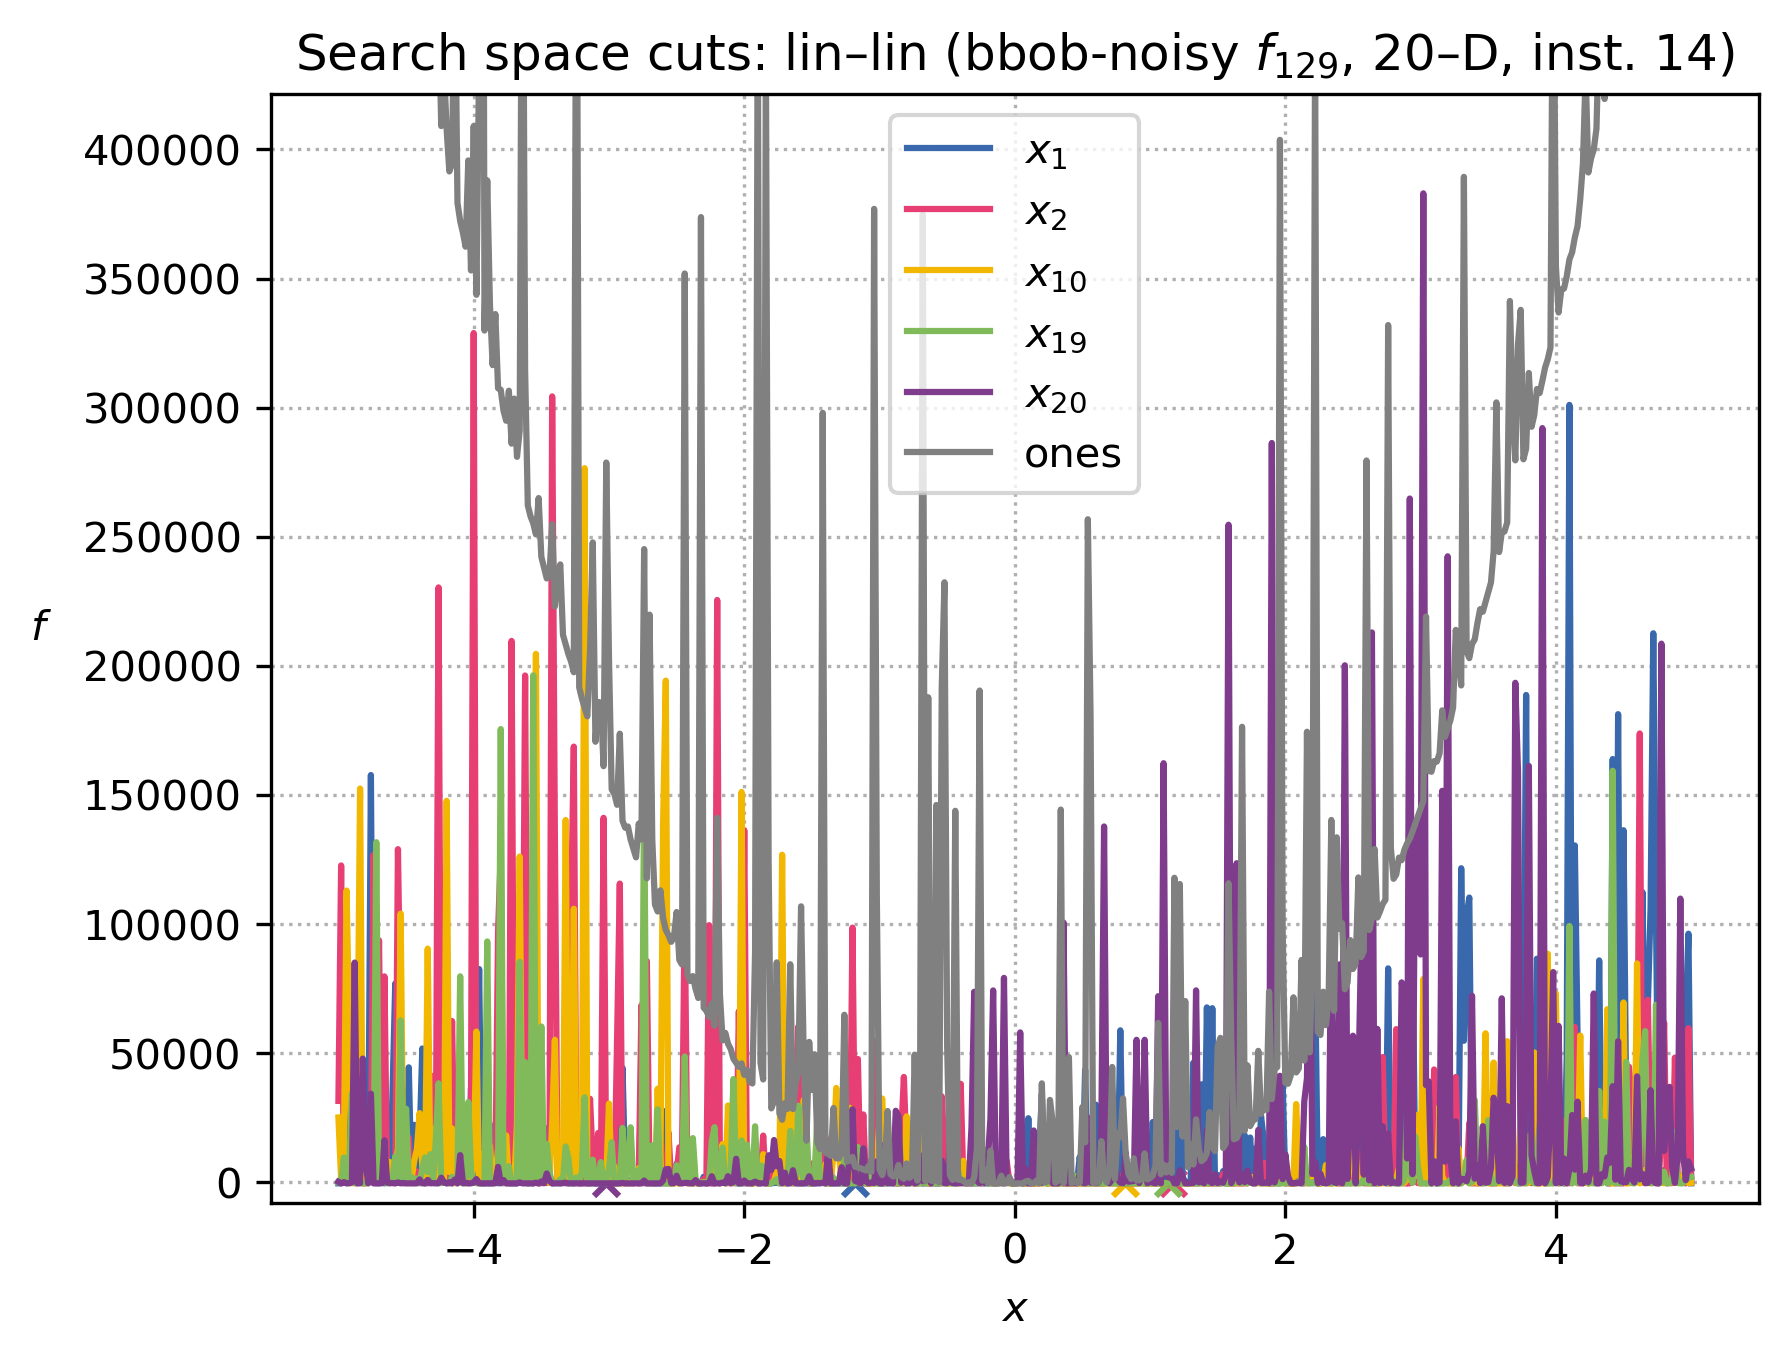 Search space cuts: lin–lin (bbob-noisy f₁₂₉, 20–D, inst. 14)
400000
350000
300000
250000
200000
150000
100000
50000
0
f
x₁
x₂
x₁₀
x₁₉
x₂₀
ones
−4 −2 0 2 4
x